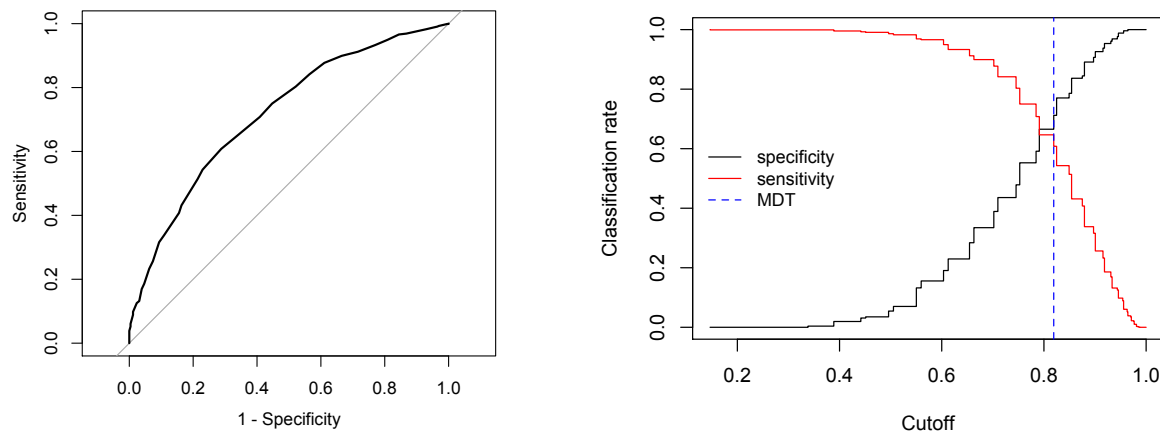 Sensitivity
0.0 0.2 0.4 0.6 0.8 1.0
0.0 0.2 0.4 0.6 0.8 1.0
1 - Specificity
Classification rate
0.0 0.2 0.4 0.6 0.8 1.0
specificity
sensitivity
MDT
0.2 0.4 0.6 0.8 1.0
Cutoff